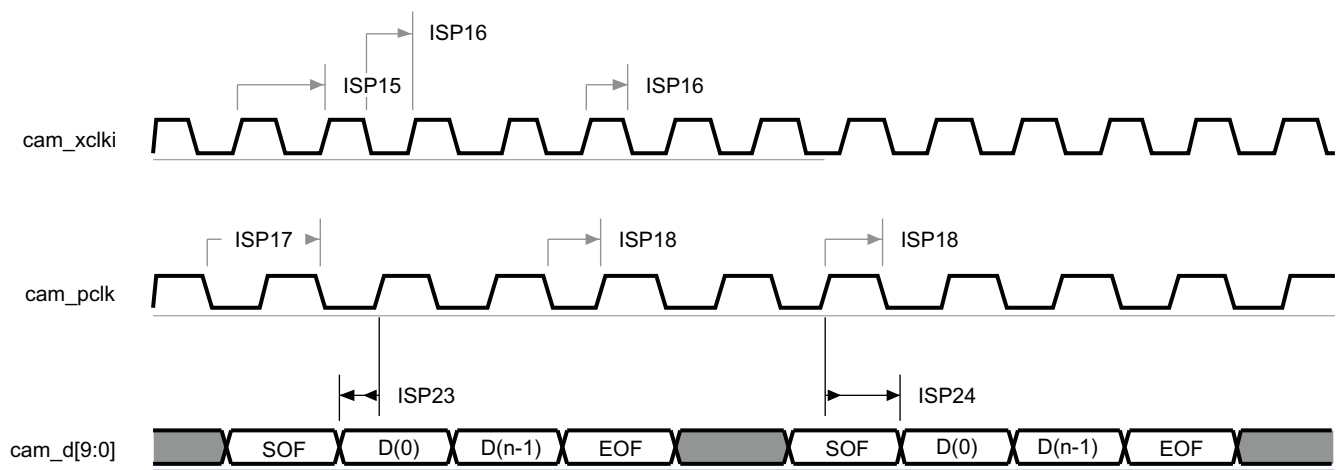 ISP16
ISP15
ISP16
cam_xclki
ISP17
ISP18
ISP18
cam_pclk
ISP23
ISP24
cam_d[9:0]
SOF
D(0)
D(n-1)
EOF
SOF
D(0)
D(n-1)
EOF